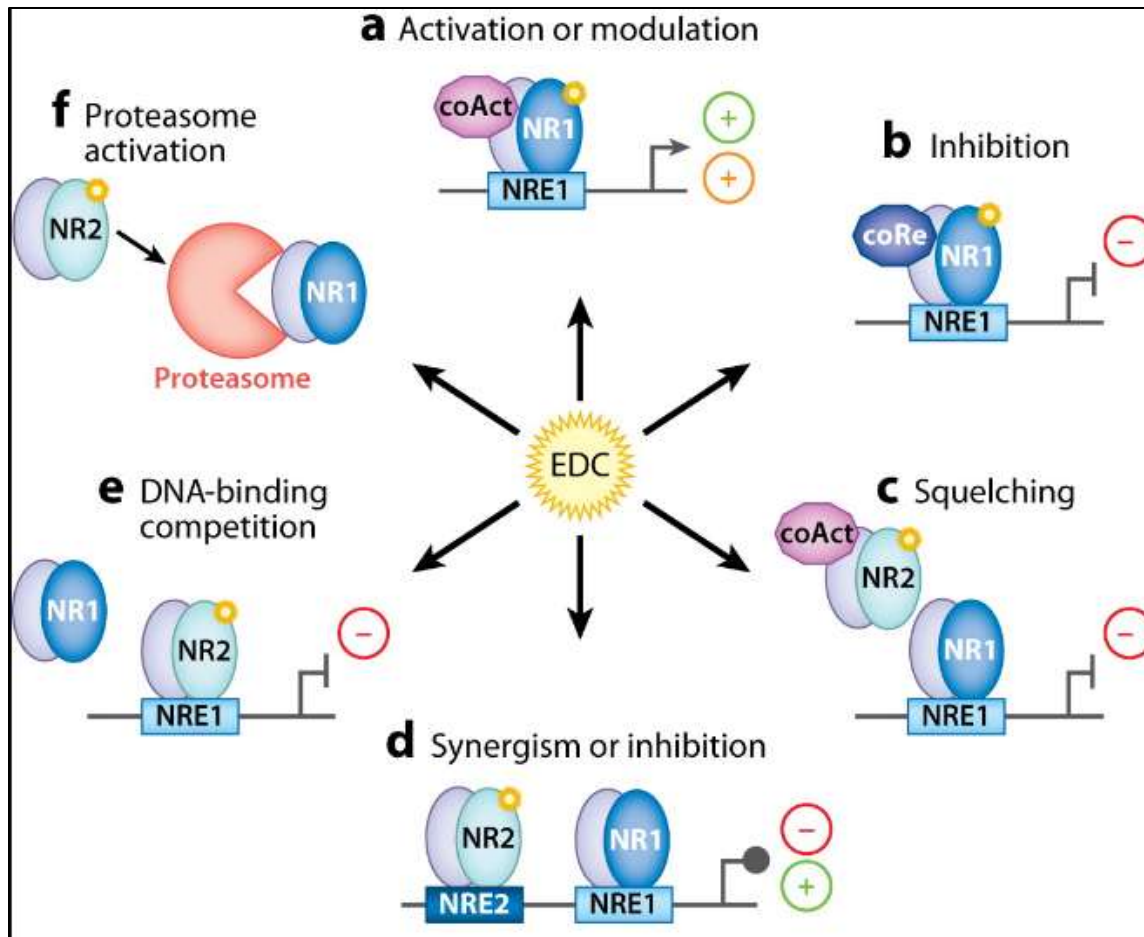 a Activation or modulation
coAct
NR1
NRE1
+
+
b Inhibition
coRe
NR1
NRE1
−
c Squelching
coAct
NR2
NR1
NRE1
−
d Synergism or inhibition
NR2
NR1
NRE2
NRE1
−
+
e DNA-binding
competition
NR1
NR2
NRE1
−
f Proteasome
activation
NR2
NR1
Proteasome
EDC